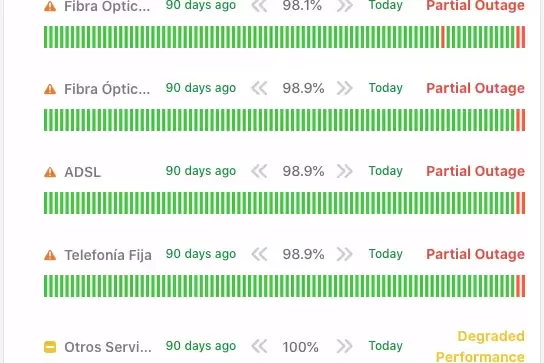 Fibra Óptic... 90 days ago 98.1% Today Partial Outage
Fibra Óptic... 90 days ago 98.9% Today Partial Outage
ADSL 90 days ago 98.9% Today Partial Outage
Telefonía Fija 90 days ago 98.9% Today Partial Outage
Otros Servi... 90 days ago 100% Today Degraded
Performance